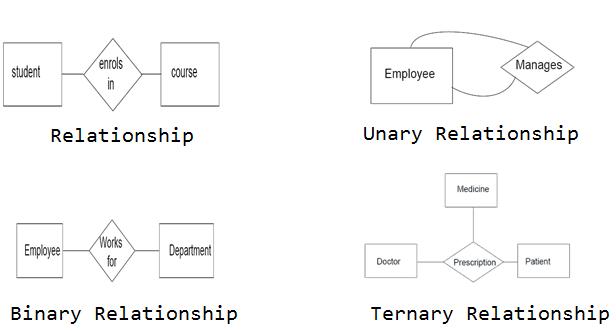 student
enrols
in
course
Relationship
Employee
Manages
Unary Relationship
Employee
Works
for
Department
Binary Relationship
Medicine
Doctor
Prescription
Patient
Ternary Relationship